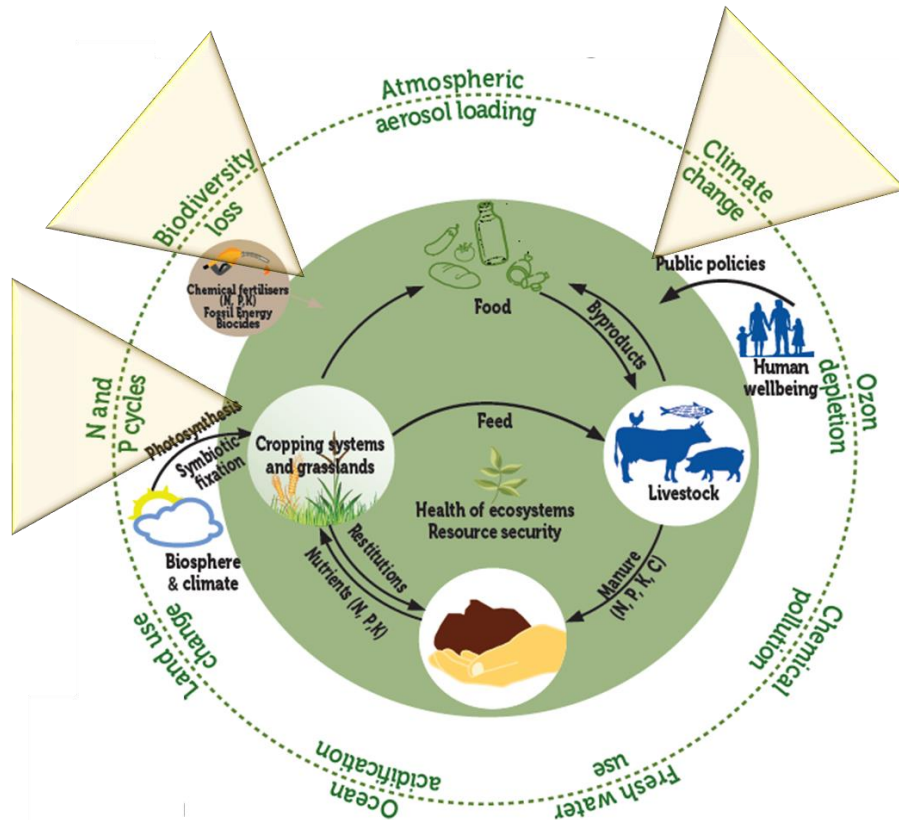 Atmospheric
aerosol loading
Biodiversity
loss
Climate
change
Chemical fertilisers
(N, P,K)
Fossil Energy
Biocides
Public policies
Food
Byproducts
Human
wellbeing
Ozon
depletion
N and
P cycles
Photosynthesis
Symbiotic
fixation
Cropping systems
and grasslands
Feed
Livestock
Health of ecosystems
Resource security
Biosphere
& climate
Restitutions
Nutrients (N, P,K)
Manure
(N, P, K, C)
Land use
change
Chemical
pollution
Ocean
acidification
Fresh water
use